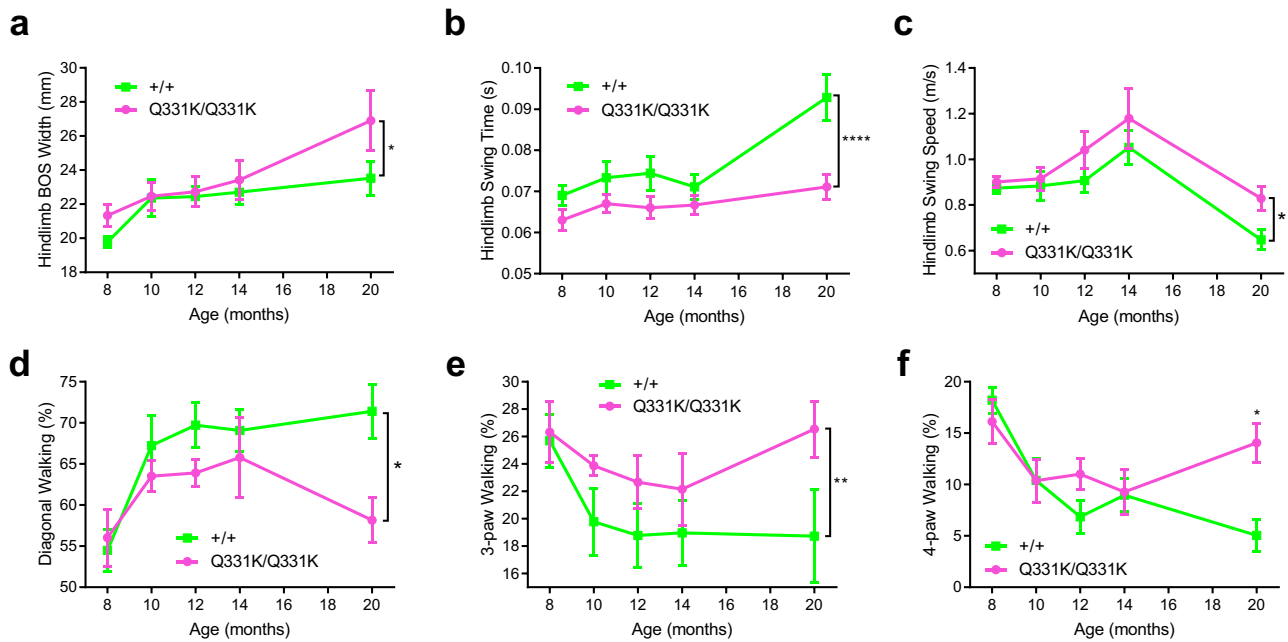 a
Hindlimb BOS Width (mm)
30
28
26
24
22
20
18
+/+
Q331K/Q331K
*
8 10 12 14 16 18 20
Age (months)
b
Hindlimb Swing Time (s)
0.10
0.09
0.08
0.07
0.06
0.05
+/+
Q331K/Q331K
****
8 10 12 14 16 18 20
Age (months)
c
Hindlimb Swing Speed (m/s)
1.4
1.2
1.0
0.8
0.6
+/+
Q331K/Q331K
*
8 10 12 14 16 18 20
Age (months)
d
Diagonal Walking (%)
75
70
65
60
55
50
+/+
Q331K/Q331K
*
8 10 12 14 16 18 20
Age (months)
e
3-paw Walking (%)
30
28
26
24
22
20
18
16
+/+
Q331K/Q331K
**
8 10 12 14 16 18 20
Age (months)
f
4-paw Walking (%)
20
15
10
5
0
*
+/+
Q331K/Q331K
8 10 12 14 16 18 20
Age (months)